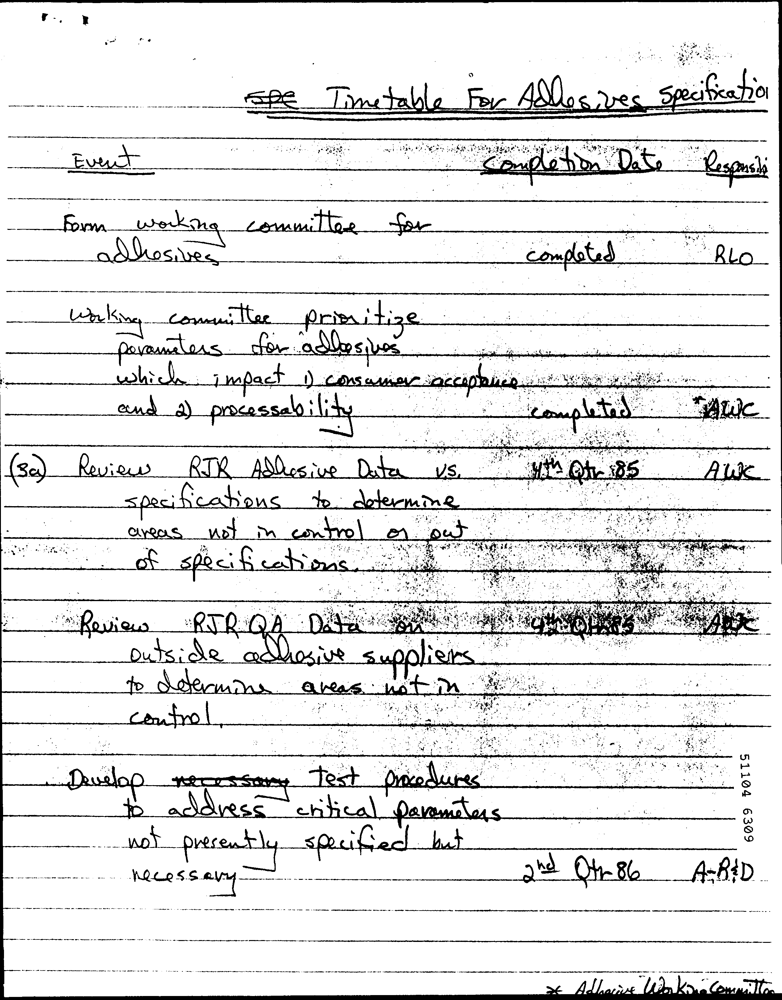 Spe Timetable For Adhesives Specification
Event Completion Date Responsibi
Form working committee for
adhesives completed RLO
Working committee prioritize
parameters for adhesives
which impact 1) consumer acceptance
and 2) processability completed *AWC
(3a) Review RJR Adhesive Data vs. 4th Qtr 85 AWC
specifications to determine
areas not in control or out
of specifications.
Review RJR QA Data on 4th Qtr 85 AWC
outside adhesive suppliers
to determine areas not in
control.
Develop necessary test procedures
to address critical parameters
not presently specified but
necessary 2nd Qtr 86 A-R&D
51104 6309
* Adhesive Working Committee